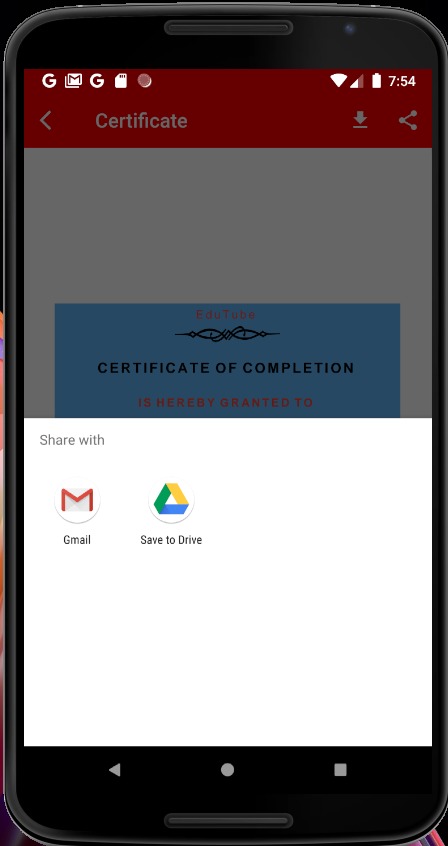 7:54
Certificate
EduTube
CERTIFICATE OF COMPLETION
IS HEREBY GRANTED TO
Share with
Gmail
Save to Drive